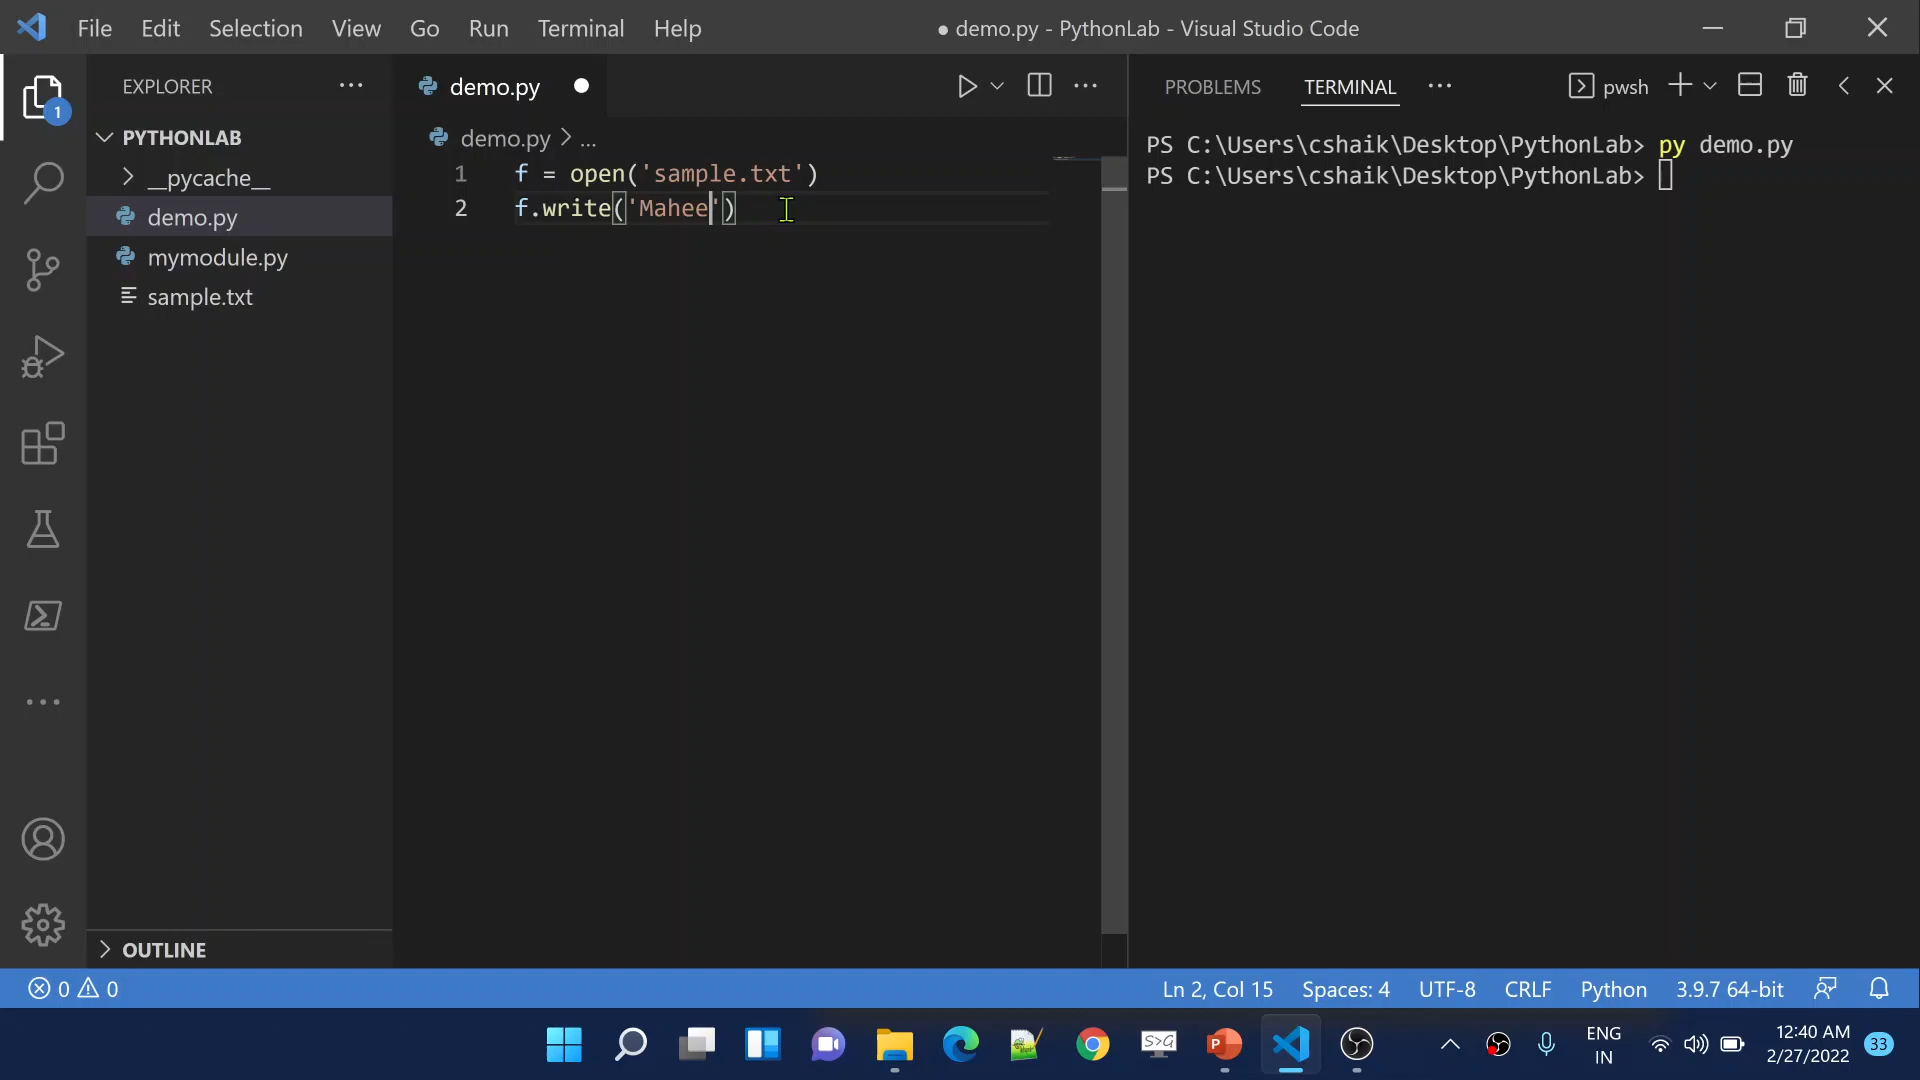 File Edit Selection View Go Run Terminal Help
● demo.py - PythonLab - Visual Studio Code
EXPLORER
1
PYTHONLAB
__pycache__
demo.py
mymodule.py
sample.txt
OUTLINE
demo.py
demo.py > ...
1 f = open('sample.txt')
2 f.write('Mahee')
PROBLEMS TERMINAL
pwsh
PS C:\Users\cshaik\Desktop\PythonLab> py demo.py
PS C:\Users\cshaik\Desktop\PythonLab>
0 0
Ln 2, Col 15 Spaces: 4 UTF-8 CRLF Python 3.9.7 64-bit
S>G
P
ENG
IN
12:40 AM
2/27/2022
33